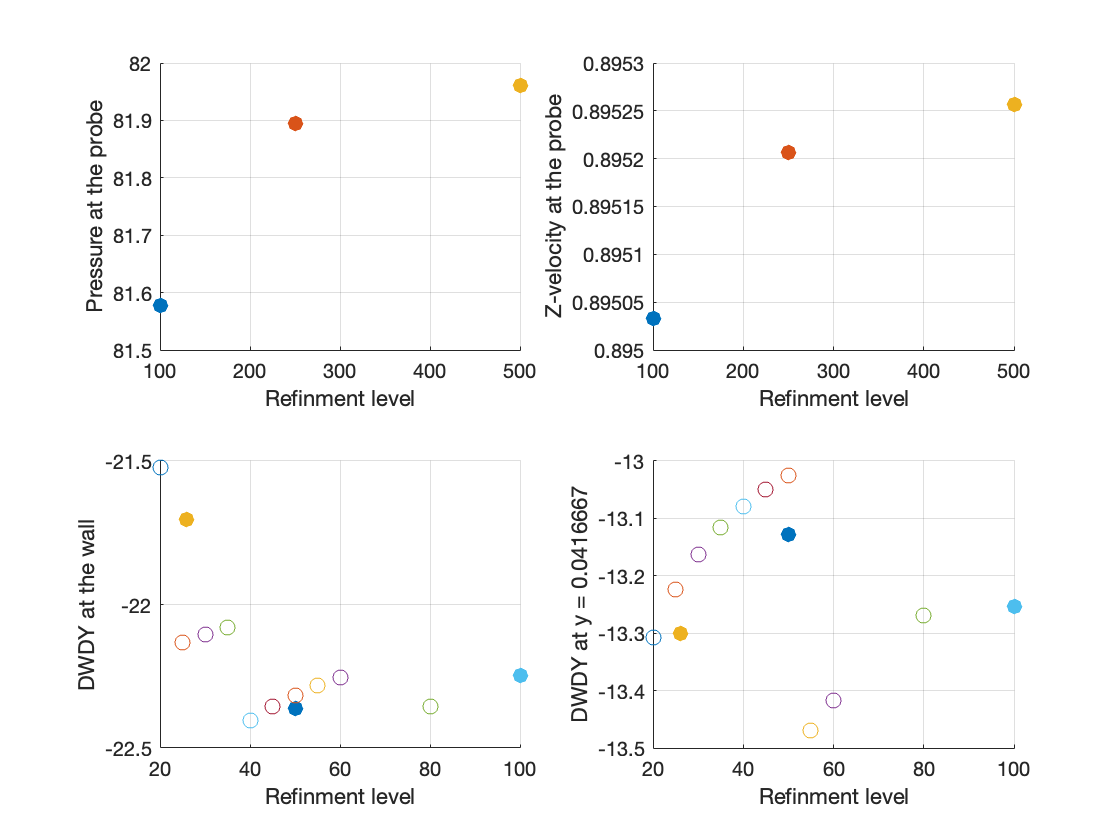 82
81.9
81.8
81.7
81.6
81.5
Pressure at the probe
100 200 300 400 500
Refinment level
0.8953
0.89525
0.8952
0.89515
0.8951
0.89505
0.895
Z-velocity at the probe
100 200 300 400 500
Refinment level
-21.5
-22
-22.5
DWDY at the wall
20 40 60 80 100
Refinment level
-13
-13.1
-13.2
-13.3
-13.4
-13.5
DWDY at y = 0.0416667
20 40 60 80 100
Refinment level